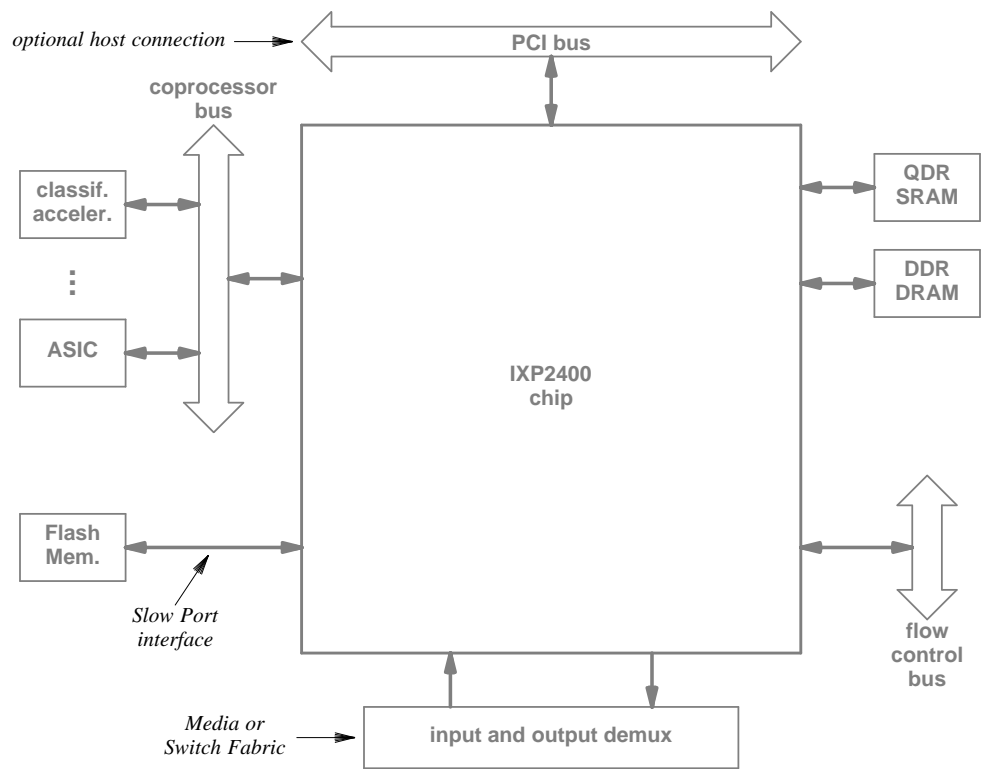 optional host connection
PCI bus
coprocessor
bus
classif.
acceler.
...
ASIC
QDR
SRAM
DDR
DRAM
IXP2400
chip
Flash
Mem.
Slow Port
interface
flow
control
bus
Media or
Switch Fabric
input and output demux